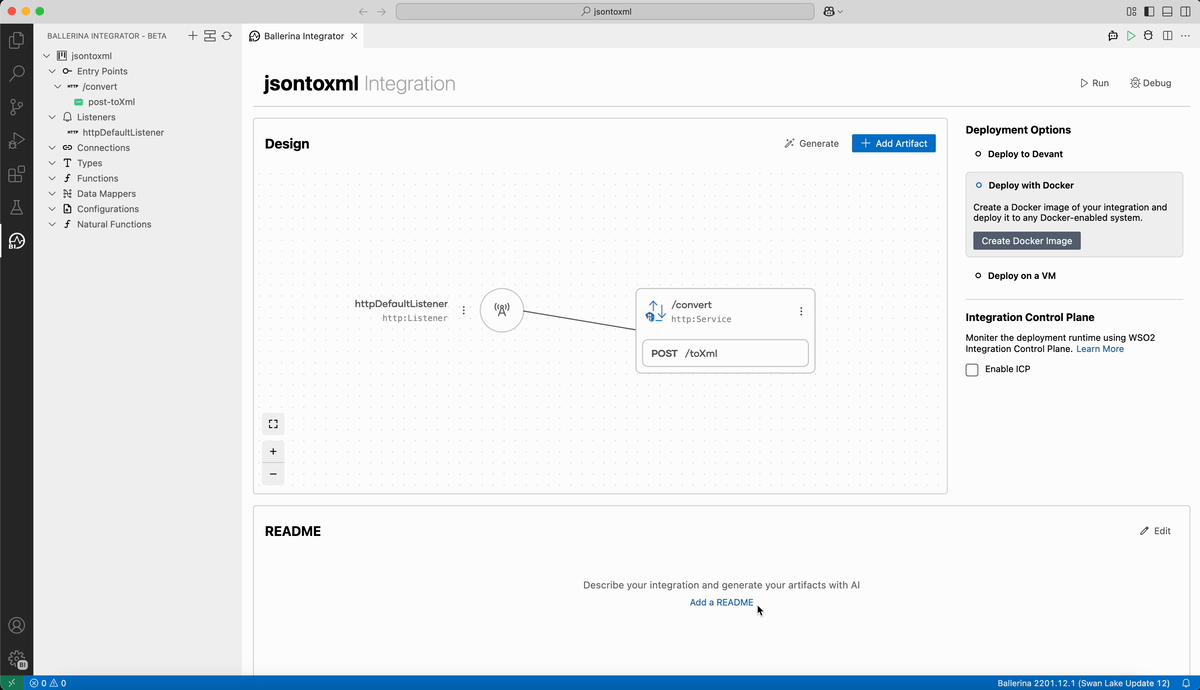 jsontoxml
BALLERINA INTEGRATOR - BETA
jsontoxml
Entry Points
HTTP /convert
post-toXml
Listeners
HTTP httpDefaultListener
Connections
Types
Functions
Data Mappers
Configurations
Natural Functions
BI
BI
Ballerina Integrator
jsontoxml Integration
Run
Debug
Design
Generate
Add Artifact
httpDefaultListener
http:Listener
/convert
http:Service
POST /toXml
Deployment Options
Deploy to Devant
Deploy with Docker
Create a Docker image of your integration and
deploy it to any Docker-enabled system.
Create Docker Image
Deploy on a VM
Integration Control Plane
Moniter the deployment runtime using WSO2
Integration Control Plane. Learn More
Enable ICP
README
Edit
Describe your integration and generate your artifacts with AI
Add a README
0 0
Ballerina 2201.12.1 (Swan Lake Update 12)